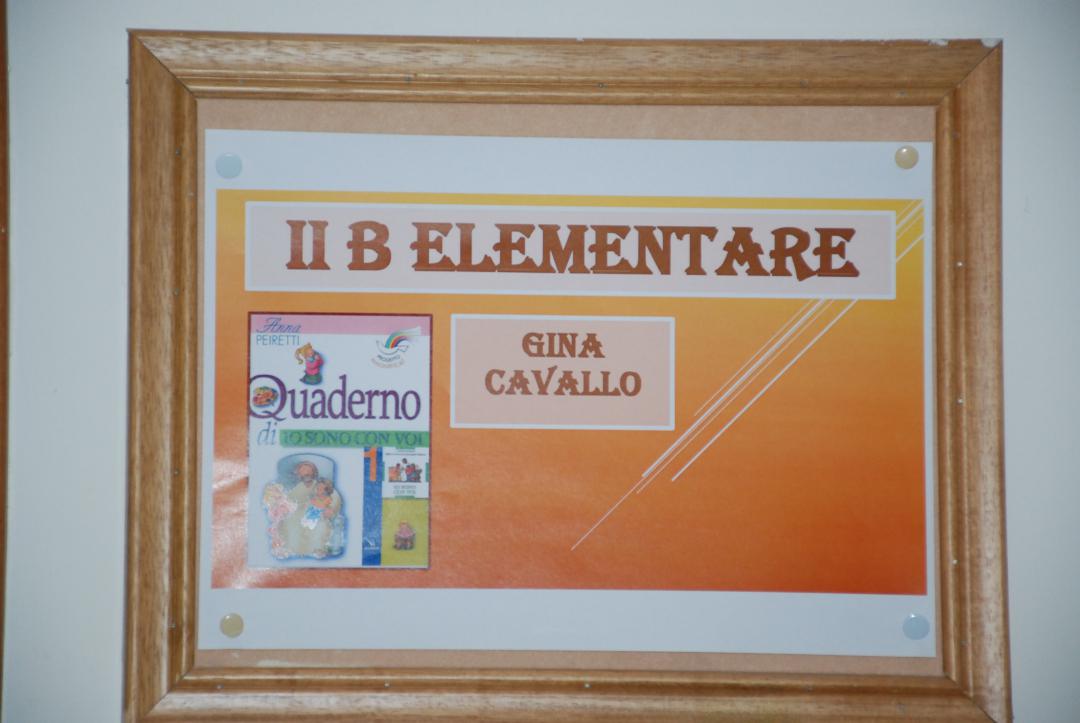 II B ELEMENTARE
GINA
CAVALLO
Anna
PEIRETTI
Quaderno
di IO SONO CON VOI
1